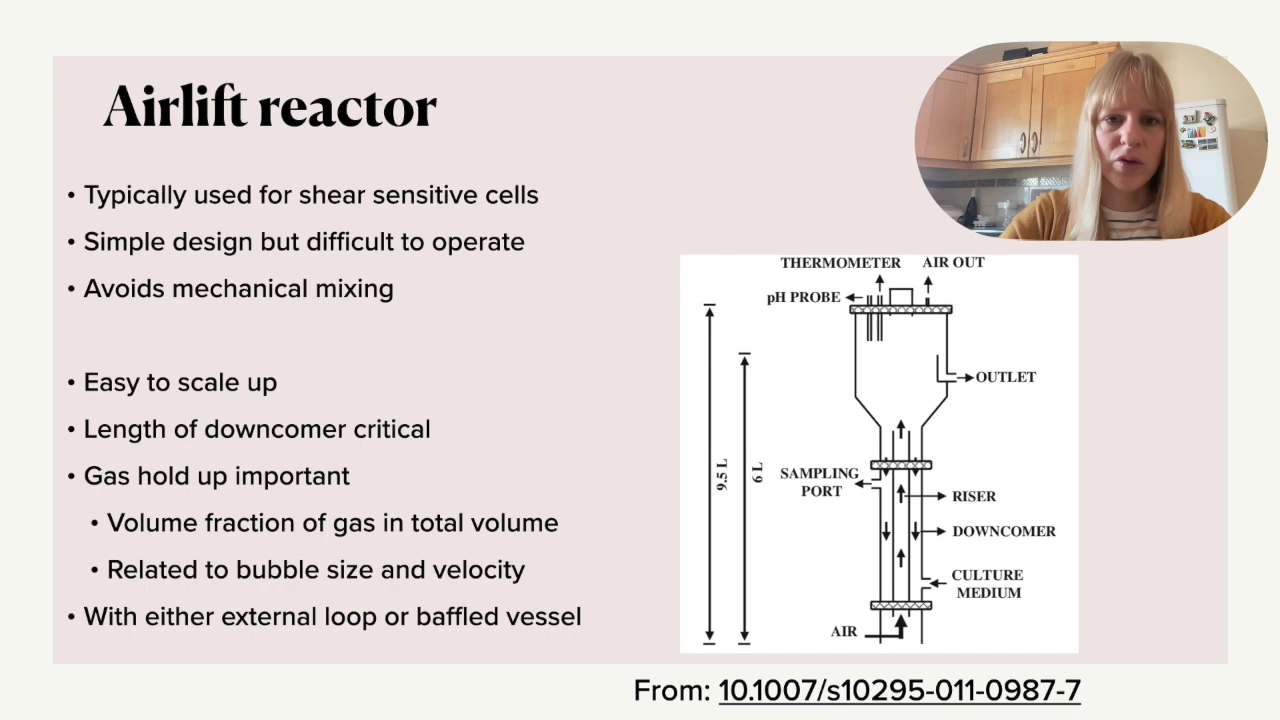 Airlift reactor
• Typically used for shear sensitive cells
• Simple design but difficult to operate
• Avoids mechanical mixing
• Easy to scale up
• Length of downcomer critical
• Gas hold up important
• Volume fraction of gas in total volume
• Related to bubble size and velocity
• With either external loop or baffled vessel
THERMOMETER
AIR OUT
pH PROBE
OUTLET
9.5 L
6 L
SAMPLING
PORT
RISER
DOWNCOMER
CULTURE
MEDIUM
AIR
From: 10.1007/s10295-011-0987-7